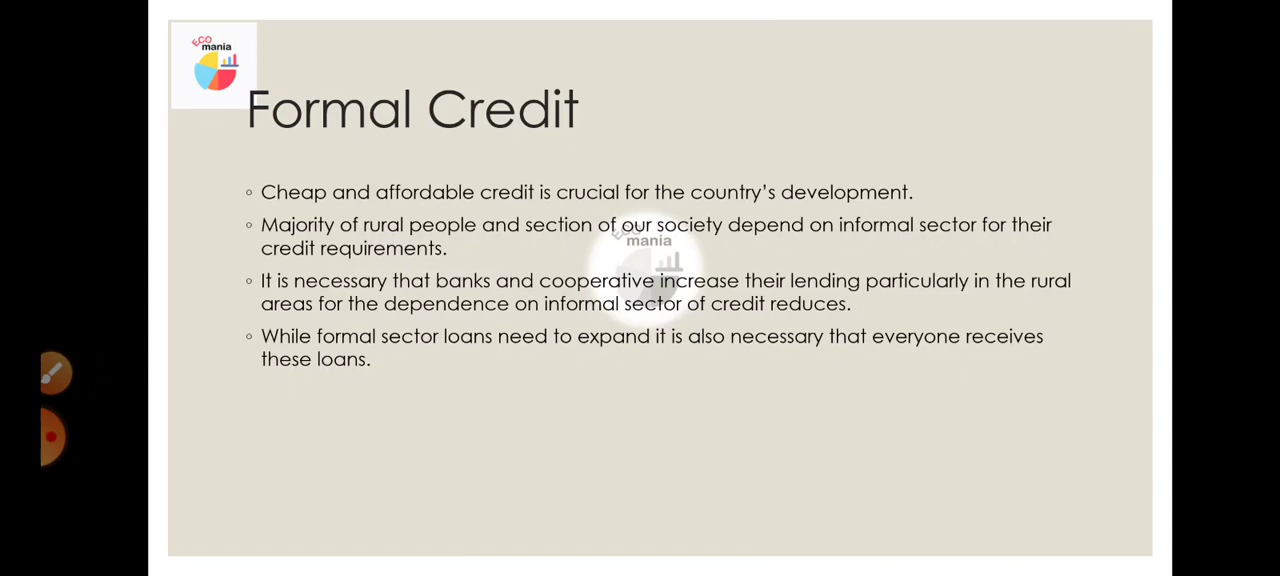 ECO
mania
Formal Credit
Cheap and affordable credit is crucial for the country's development.
Majority of rural people and section of our society depend on informal sector for their
credit requirements.
It is necessary that banks and cooperative increase their lending particularly in the rural
areas for the dependence on informal sector of credit reduces.
While formal sector loans need to expand it is also necessary that everyone receives
these loans.
ECO
mania